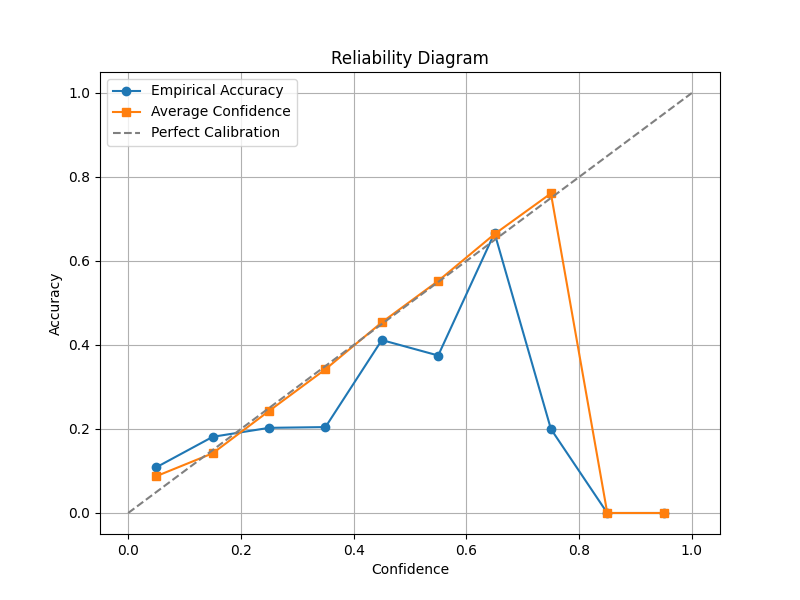 Reliability Diagram
Empirical Accuracy
Average Confidence
Perfect Calibration
1.0
0.8
0.6
0.4
0.2
0.0
Accuracy
0.0 0.2 0.4 0.6 0.8 1.0
Confidence